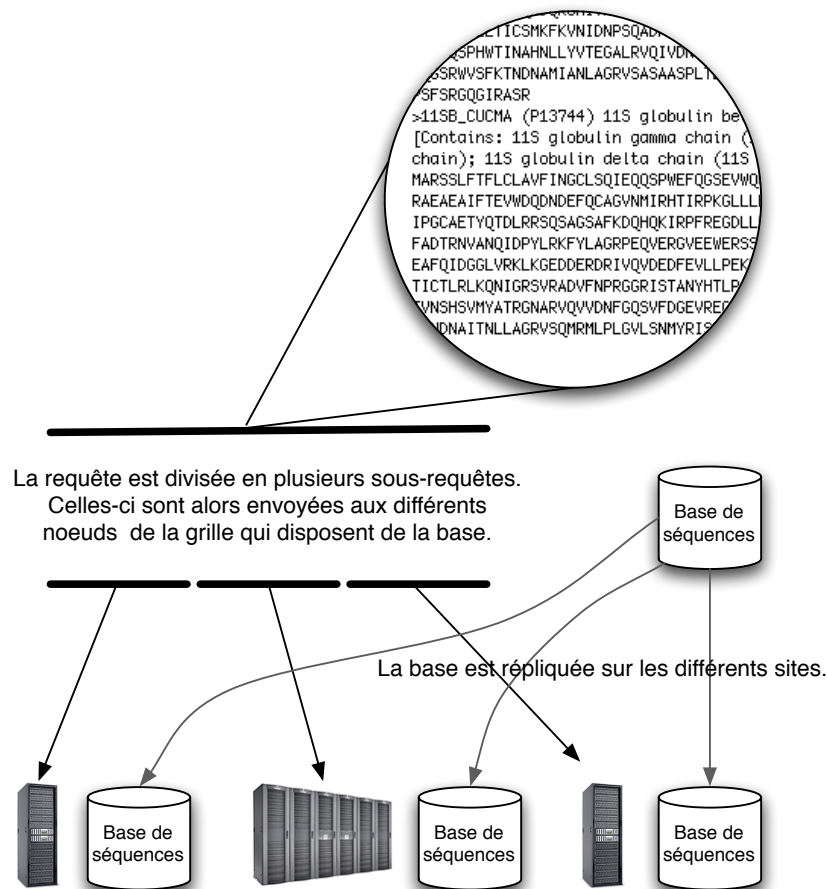 ETICSMKFKVNIDNPSQAD
SPHWTINAHNLLYVTEGALRVQIVDN
GSRWVSFKTNDNAMIANLAGRVSASAASPLT
SFSRGQGIRASR
>11SB_CUCMA (P13744) 11S globulin be
[Contains: 11S globulin gamma chain (
chain); 11S globulin delta chain (11S
MARSSLFTFLCLAVFINGCLSQIEQQSPWEFQGSEVWQ
RAEAEAIFTEVWDQDNDEFQCAGVNMIRHTIRPKGLLL
IPGCAETYQTDLRRSQSAGSAFKDQHQKIRPFREGDLL
FADTRNVANQIDPYLRKFYLAGRPEQVERGVEEWERSS
EAFQIDGGLVRKLKGEDDERDRIVQVDEDFEVLLPEK
TICTLRLKQNIGRSVRADVFNPRGGRISTANYHTLP
VNSHSVMYATRGNARVQVVDNFGQSVFDGEVREG
DNAITNLLAGRVSQMRMLPLGVLSNMYRIS
La requête est divisée en plusieurs sous-requêtes.
Celles-ci sont alors envoyées aux différents
noeuds de la grille qui disposent de la base.
Base de
séquences
La base est répliquée sur les différents sites.
Base de
séquences
Base de
séquences
Base de
séquences